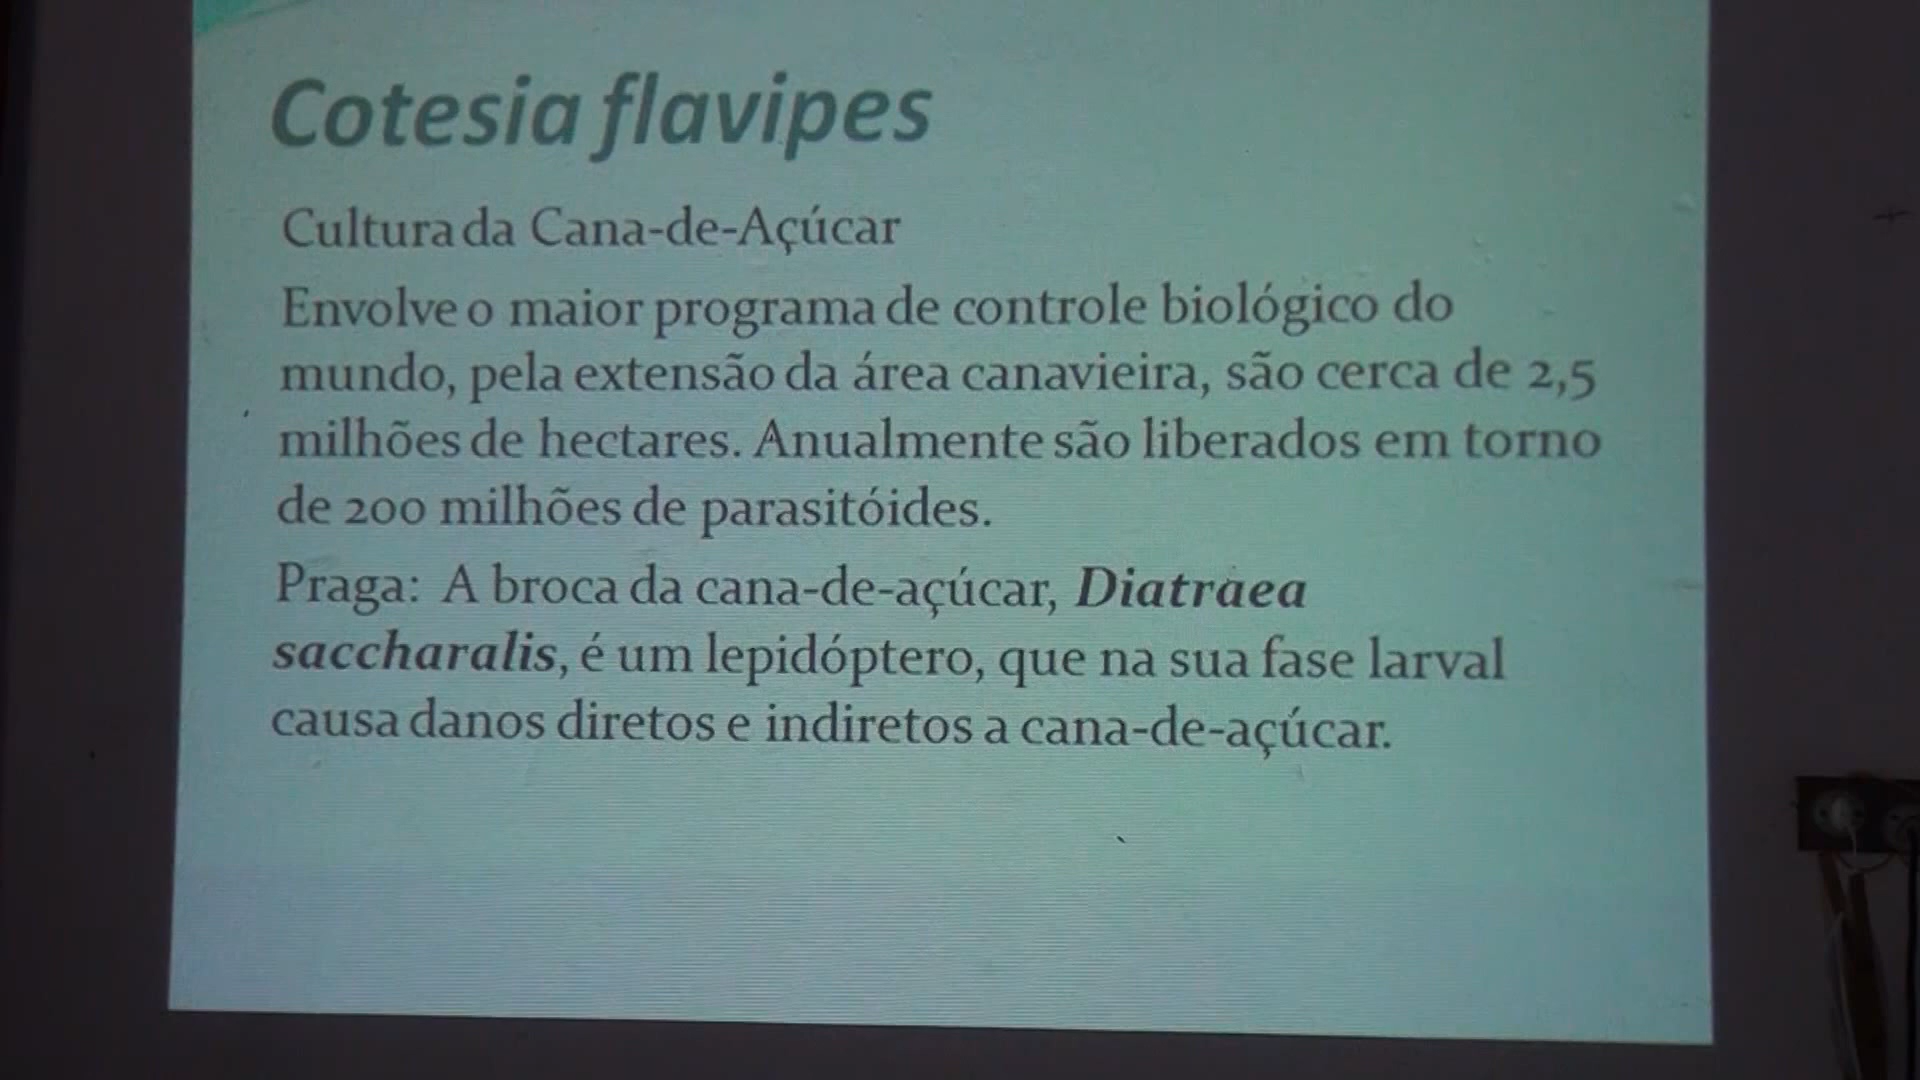 Cotesia flavipes
Cultura da Cana-de-Açúcar
Envolve o maior programa de controle biológico do
mundo, pela extensão da área canavieira, são cerca de 2,5
milhões de hectares. Anualmente são liberados em torno
de 200 milhões de parasitóides.
Praga: A broca da cana-de-açúcar, Diatraea
saccharalis, é um lepidóptero, que na sua fase larval
causa danos diretos e indiretos a cana-de-açúcar.